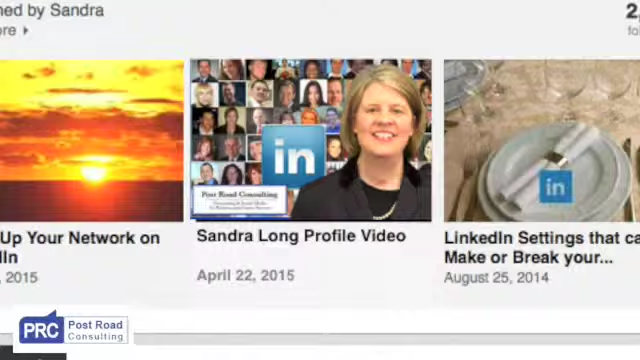 ned by Sandra
ore
2,
fo
Up Your Network on
dIn
, 2015
in
Post Road Consulting
Sandra Long Profile Video
April 22, 2015
in
LinkedIn Settings that ca
Make or Break your...
August 25, 2014
PRC
Post Road
Consulting